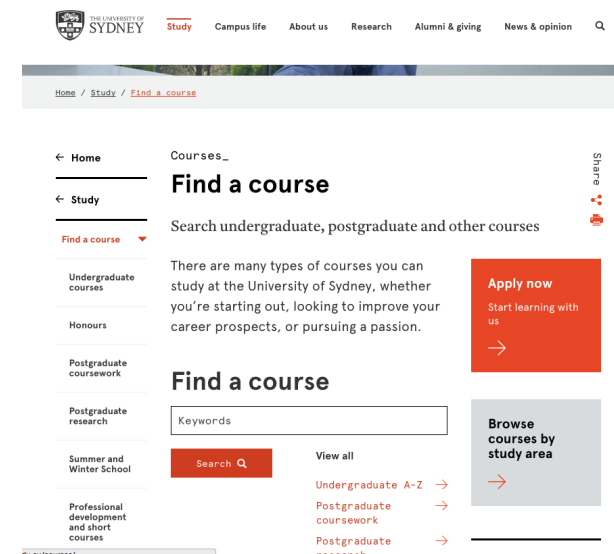 THE UNIVERSITY OF
SYDNEY
Study Campus life About us Research Alumni & giving News & opinion
Home / Study / Find a course
← Home
← Study
Find a course
Undergraduate
courses
Honours
Postgraduate
coursework
Postgraduate
research
Summer and
Winter School
Professional
development
and short
courses
Courses_
Find a course
Search undergraduate, postgraduate and other courses
There are many types of courses you can
study at the University of Sydney, whether
you’re starting out, looking to improve your
career prospects, or pursuing a passion.
Find a course
Keywords
Search
View all
Undergraduate A-Z →
Postgraduate →
coursework
Postgraduate →
research
Share
Apply now
Start learning with
us
→
Browse
courses by
study area
→